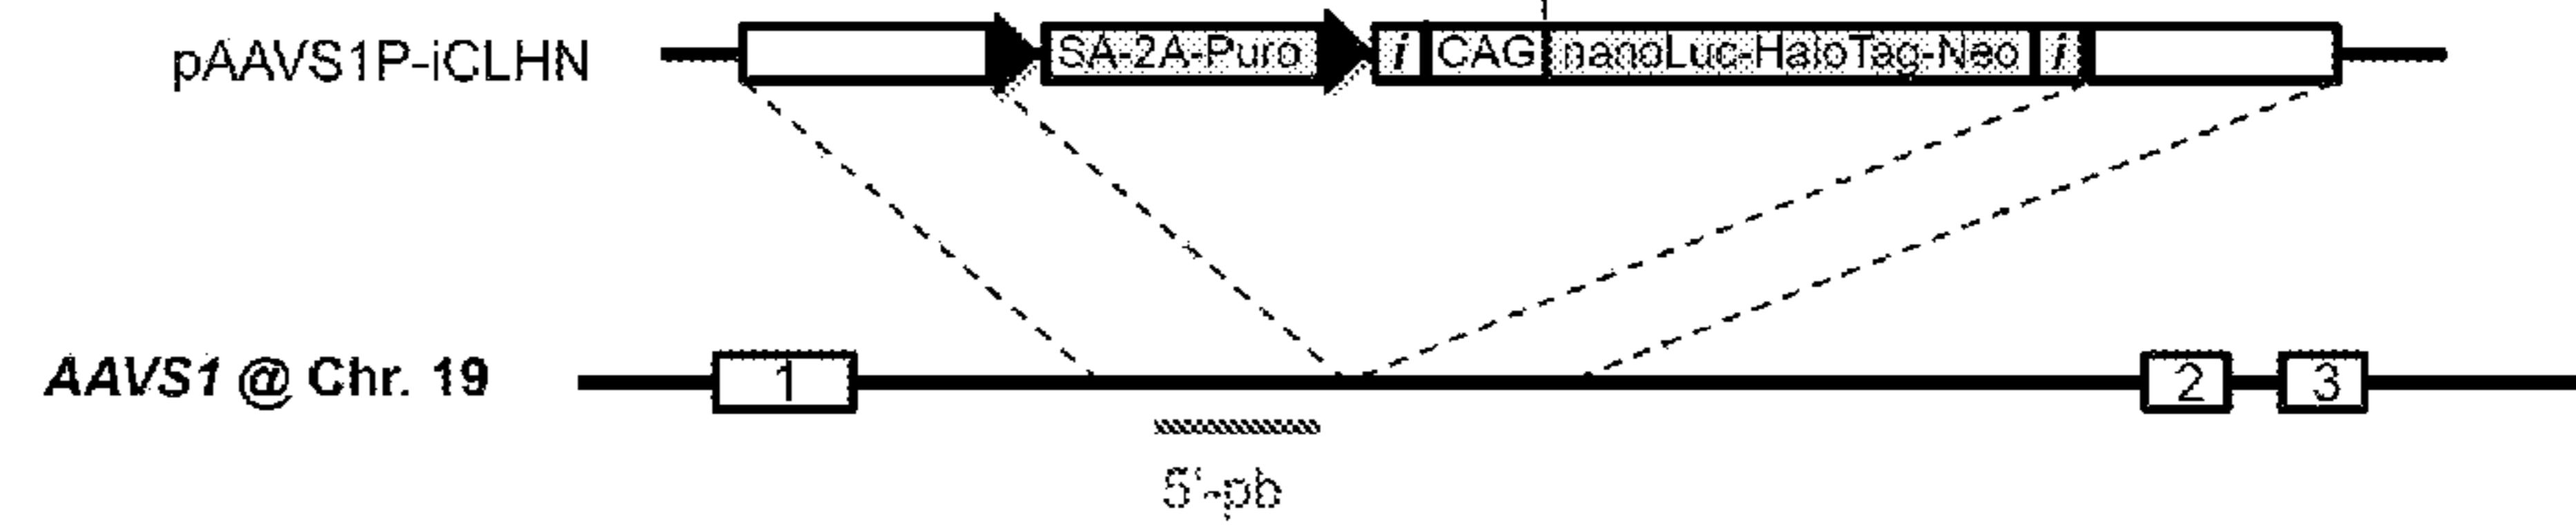 pAAVS1P-iCLHN SA-2A-Puro i CAG nanoLuc-HaloTag-Neo i
AAVS1 @ Chr. 19 1 2 3
5'-pb